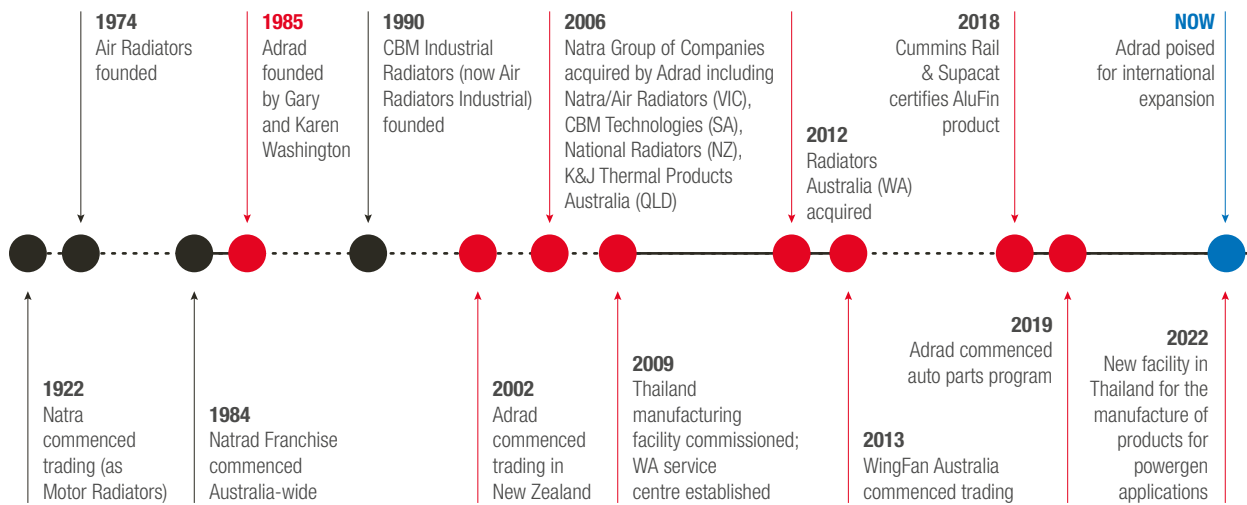 1974
Air Radiators
founded
1985
Adrad
founded
by Gary
and Karen
Washington
1990
CBM Industrial
Radiators (now Air
Radiators Industrial)
founded
2006
Natra Group of Companies
acquired by Adrad including
Natra/Air Radiators (VIC),
CBM Technologies (SA),
National Radiators (NZ),
K&J Thermal Products
Australia (QLD)
2012
Radiators
Australia (WA)
acquired
2018
Cummins Rail
& Supacat
certifies AluFin
product
NOW
Adrad poised
for international
expansion
1922
Natra
commenced
trading (as
Motor Radiators)
1984
Natrad Franchise
commenced
Australia-wide
2002
Adrad
commenced
trading in
New Zealand
2009
Thailand
manufacturing
facility commissioned;
WA service
centre established
2013
WingFan Australia
commenced trading
2019
Adrad commenced
auto parts program
2022
New facility in
Thailand for the
manufacture of
products for
powergen
applications